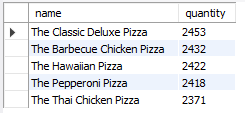 name quantity
The Classic Deluxe Pizza 2453
The Barbecue Chicken Pizza 2432
The Hawaiian Pizza 2422
The Pepperoni Pizza 2418
The Thai Chicken Pizza 2371